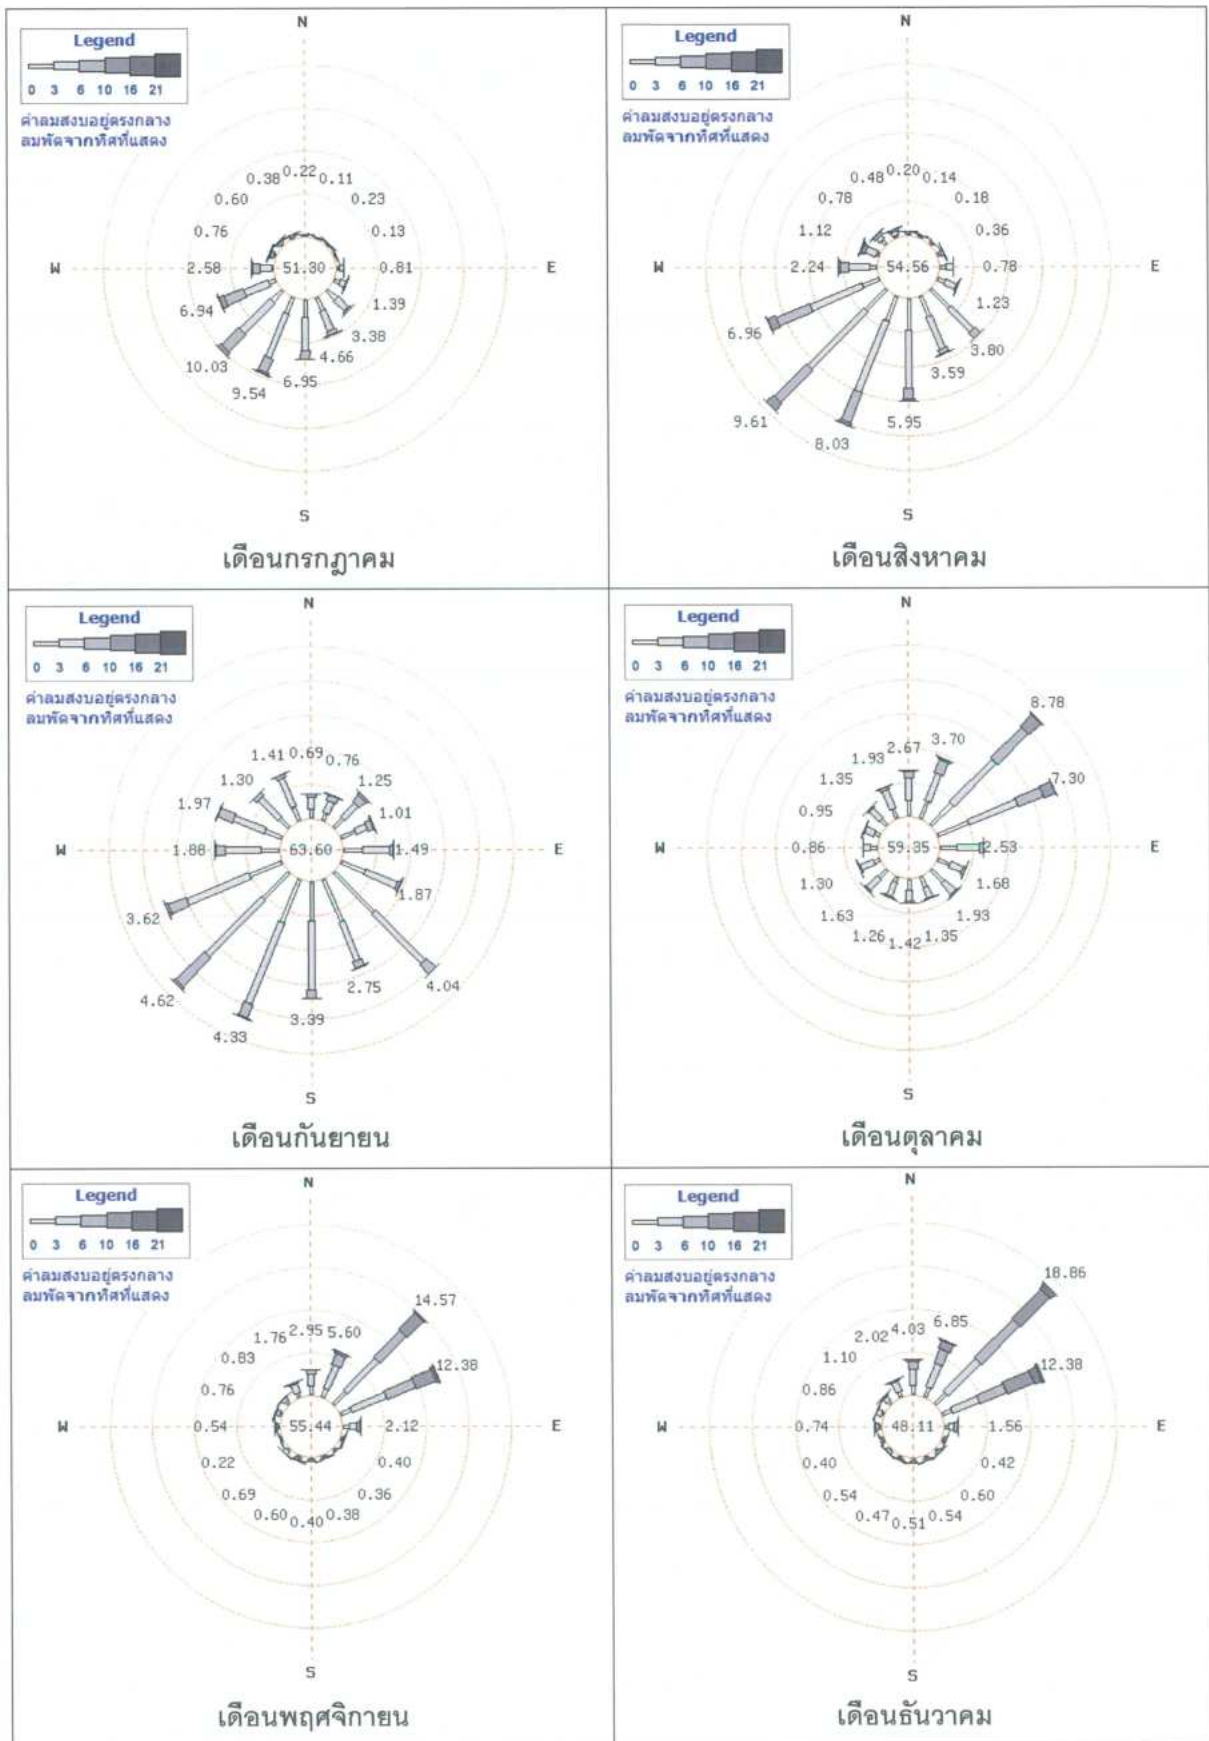 N
Legend
0 3 6 10 16 21
ค่าลมสงบอยู่ตรงกลาง
ลมพัดจากทิศที่แสดง
0.38 0.22 0.11
0.60 0.23
0.76 0.13
W 2.58 51.30 0.81 E
6.94 1.39
10.03 3.38
9.54 6.95 4.66
S
เดือนกรกฎาคม
N
Legend
0 3 6 10 16 21
ค่าลมสงบอยู่ตรงกลาง
ลมพัดจากทิศที่แสดง
0.48 0.20 0.14
0.78 0.18
1.12 0.36
W 2.24 54.56 0.78 E
6.96 1.23
9.61 3.80
8.03 5.95 3.59
S
เดือนสิงหาคม
N
Legend
0 3 6 10 16 21
ค่าลมสงบอยู่ตรงกลาง
ลมพัดจากทิศที่แสดง
1.41 0.69 0.76
1.30 1.25
1.97 1.01
W 1.88 63.60 1.49 E
3.62 1.87
4.62 4.04
4.33 3.39 2.75
S
เดือนกันยายน
N
Legend
0 3 6 10 16 21
ค่าลมสงบอยู่ตรงกลาง
ลมพัดจากทิศที่แสดง
8.78
1.93 2.67 3.70
1.35 7.30
0.95
W 0.86 59.35 2.53 E
1.30 1.68
1.63 1.93
1.26 1.42 1.35
S
เดือนตุลาคม
N
Legend
0 3 6 10 16 21
ค่าลมสงบอยู่ตรงกลาง
ลมพัดจากทิศที่แสดง
14.57
1.76 2.95 5.60
0.83 12.38
0.76
W 0.54 55.44 2.12 E
0.22 0.40
0.69 0.36
0.60 0.40 0.38
S
เดือนพฤศจิกายน
N
Legend
0 3 6 10 16 21
ค่าลมสงบอยู่ตรงกลาง
ลมพัดจากทิศที่แสดง
18.86
2.02 4.03 6.85
1.10 12.38
0.86
W 0.74 48.11 1.56 E
0.40 0.42
0.54 0.60
0.47 0.51 0.54
S
เดือนธันวาคม